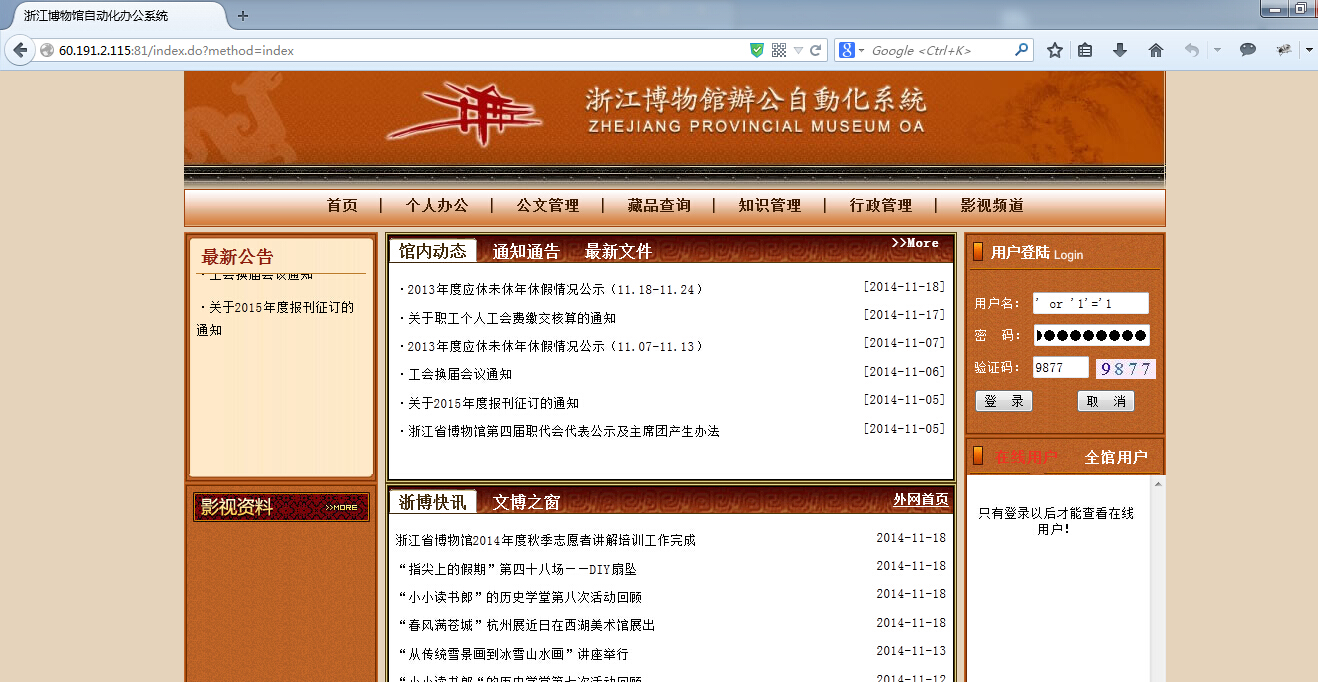 浙江博物馆自动化办公系统
60.191.2.115:81/index.do?method=index
Google <Ctrl+K>
浙江博物館辦公自動化系統
ZHEJIANG PROVINCIAL MUSEUM OA
首页 | 个人办公 | 公文管理 | 藏品查询 | 知识管理 | 行政管理 | 影视频道
最新公告
·工会换届会议通知
·关于2015年度报刊征订的
通知
影视资料 >>MORE
馆内动态 通知通告 最新文件 >>More
·2013年度应休未休年休假情况公示（11.18-11.24） [2014-11-18]
·关于职工个人工会费缴交核算的通知 [2014-11-17]
·2013年度应休未休年休假情况公示（11.07-11.13） [2014-11-07]
·工会换届会议通知 [2014-11-06]
·关于2015年度报刊征订的通知 [2014-11-05]
·浙江省博物馆第四届职代会代表公示及主席团产生办法 [2014-11-05]
浙博快讯 文博之窗 外网首页
浙江省博物馆2014年度秋季志愿者讲解培训工作完成 2014-11-18
“指尖上的假期”第四十八场——DIY扇坠 2014-11-18
“小小读书郎”的历史学堂第八次活动回顾 2014-11-18
“春风满苍城”杭州展近日在西湖美术馆展出 2014-11-18
“从传统雪景画到冰雪山水画”讲座举行 2014-11-13
“小小读书郎“的历史学堂第七次活动回顾 2014-11-12
用户登陆 Login
用户名: ' or '1'='1
密 码: ●●●●●●●●●●
验证码: 9877 9877
登 录 取 消
在线用户 全馆用户
只有登录以后才能查看在线
用户!